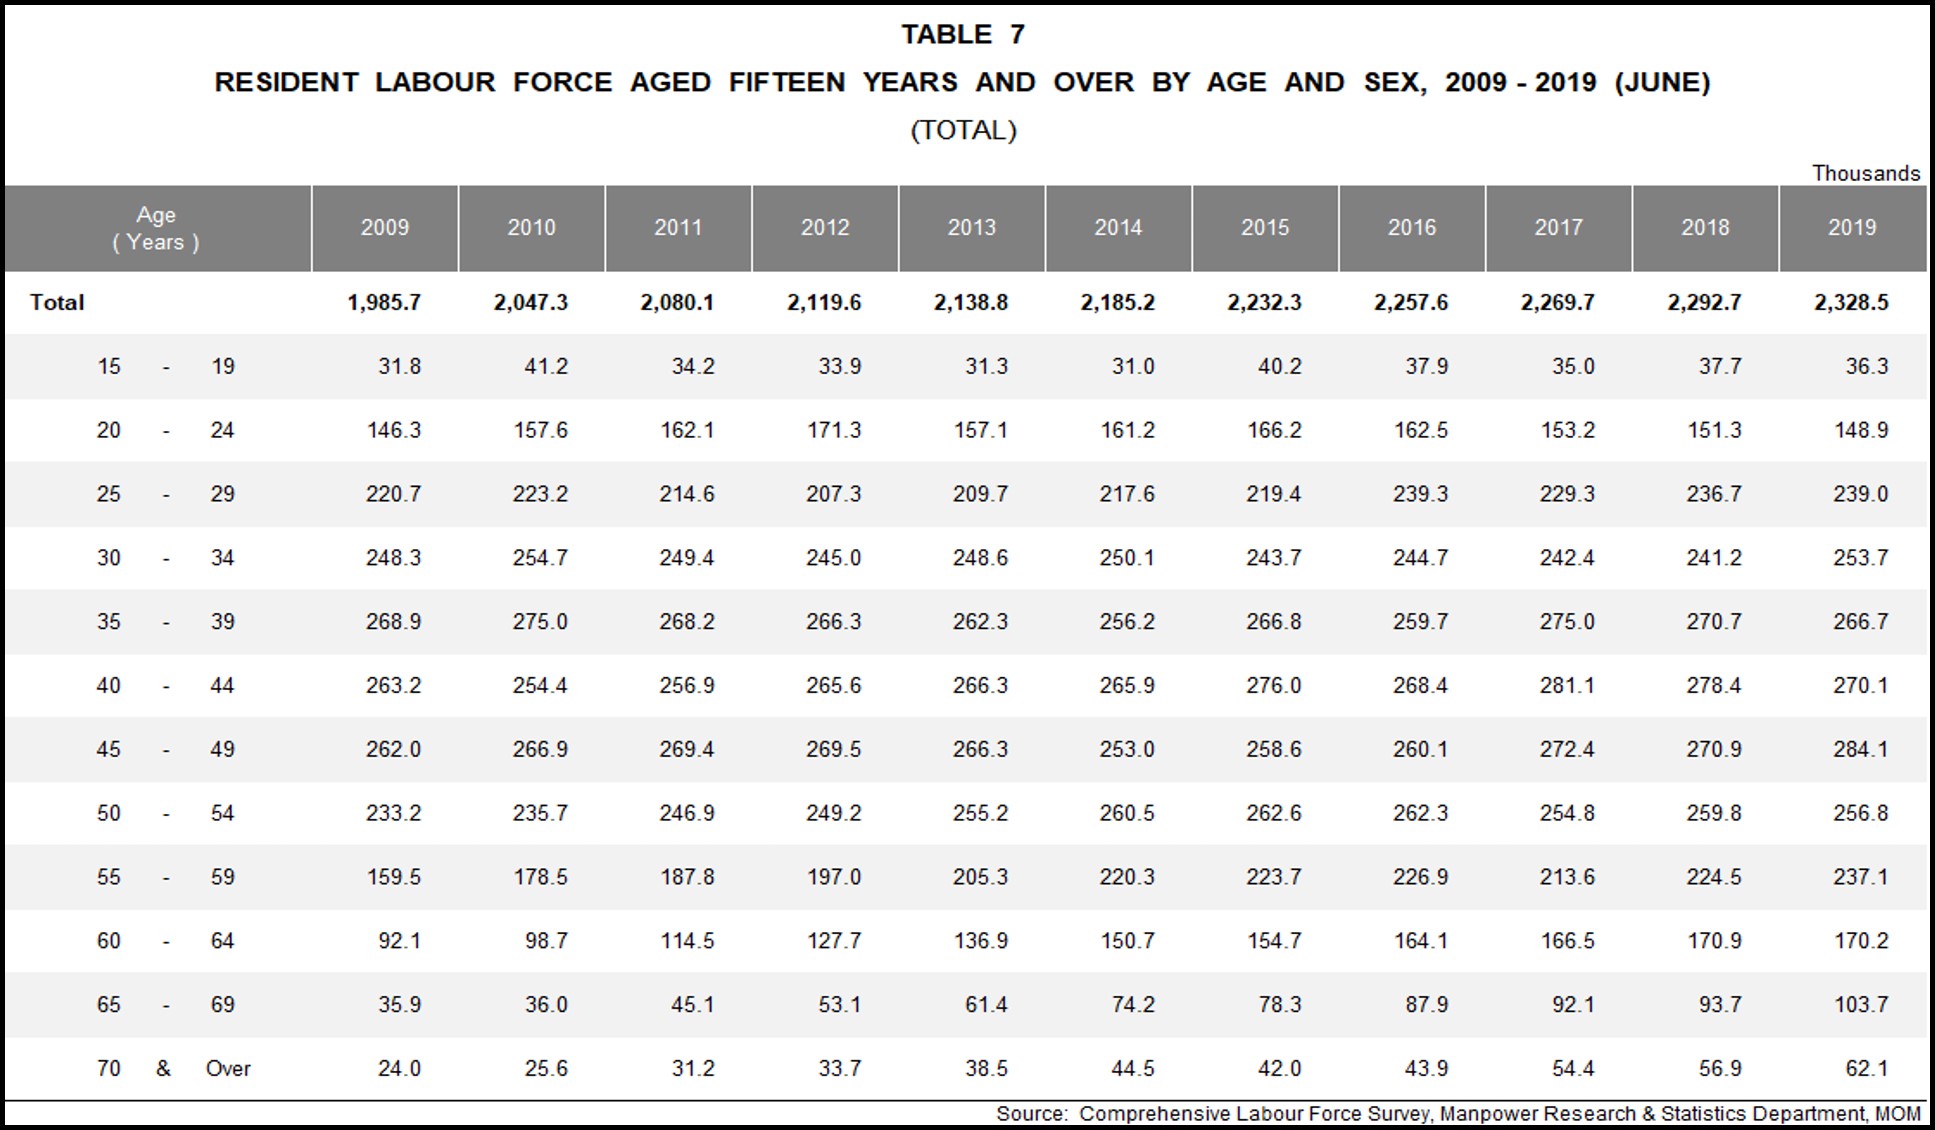 TABLE 7
RESIDENT LABOUR FORCE AGED FIFTEEN YEARS AND OVER BY AGE AND SEX, 2009 - 2019 (JUNE)
(TOTAL)
Thousands
Age
( Years ) 2009 2010 2011 2012 2013 2014 2015 2016 2017 2018 2019
Total 1,985.7 2,047.3 2,080.1 2,119.6 2,138.8 2,185.2 2,232.3 2,257.6 2,269.7 2,292.7 2,328.5
15 - 19 31.8 41.2 34.2 33.9 31.3 31.0 40.2 37.9 35.0 37.7 36.3
20 - 24 146.3 157.6 162.1 171.3 157.1 161.2 166.2 162.5 153.2 151.3 148.9
25 - 29 220.7 223.2 214.6 207.3 209.7 217.6 219.4 239.3 229.3 236.7 239.0
30 - 34 248.3 254.7 249.4 245.0 248.6 250.1 243.7 244.7 242.4 241.2 253.7
35 - 39 268.9 275.0 268.2 266.3 262.3 256.2 266.8 259.7 275.0 270.7 266.7
40 - 44 263.2 254.4 256.9 265.6 266.3 265.9 276.0 268.4 281.1 278.4 270.1
45 - 49 262.0 266.9 269.4 269.5 266.3 253.0 258.6 260.1 272.4 270.9 284.1
50 - 54 233.2 235.7 246.9 249.2 255.2 260.5 262.6 262.3 254.8 259.8 256.8
55 - 59 159.5 178.5 187.8 197.0 205.3 220.3 223.7 226.9 213.6 224.5 237.1
60 - 64 92.1 98.7 114.5 127.7 136.9 150.7 154.7 164.1 166.5 170.9 170.2
65 - 69 35.9 36.0 45.1 53.1 61.4 74.2 78.3 87.9 92.1 93.7 103.7
70 & Over 24.0 25.6 31.2 33.7 38.5 44.5 42.0 43.9 54.4 56.9 62.1
Source: Comprehensive Labour Force Survey, Manpower Research & Statistics Department, MOM